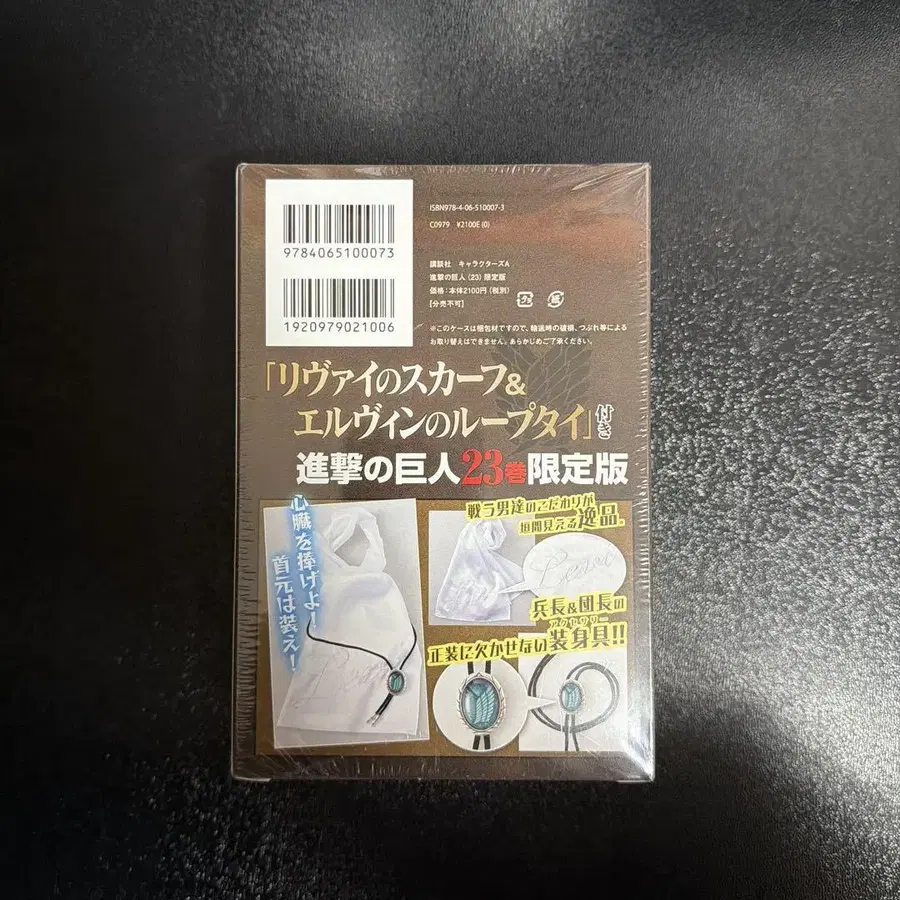 ISBN978-4-06-510007-3
C0979 ¥2100E (0)
9784065100073
講談社 キャラクターズA
進撃の巨人 (23) 限定版
価格:本体2100円 (税別)
[分売不可]
1920979021006
※このケースは梱包材ですので、輸送時の破損、つぶれ等による
お取り替えはできません。あらかじめご了承ください。
「リヴァイのスカーフ&
エルヴィンのループタイ」付き
進撃の巨人23巻限定版
心臓を捧げよ!
首元は装え!
戦う男達のこだわりが
垣間見える逸品。
兵長&団長の
正装に欠かせない装身具!!
アクセサリー